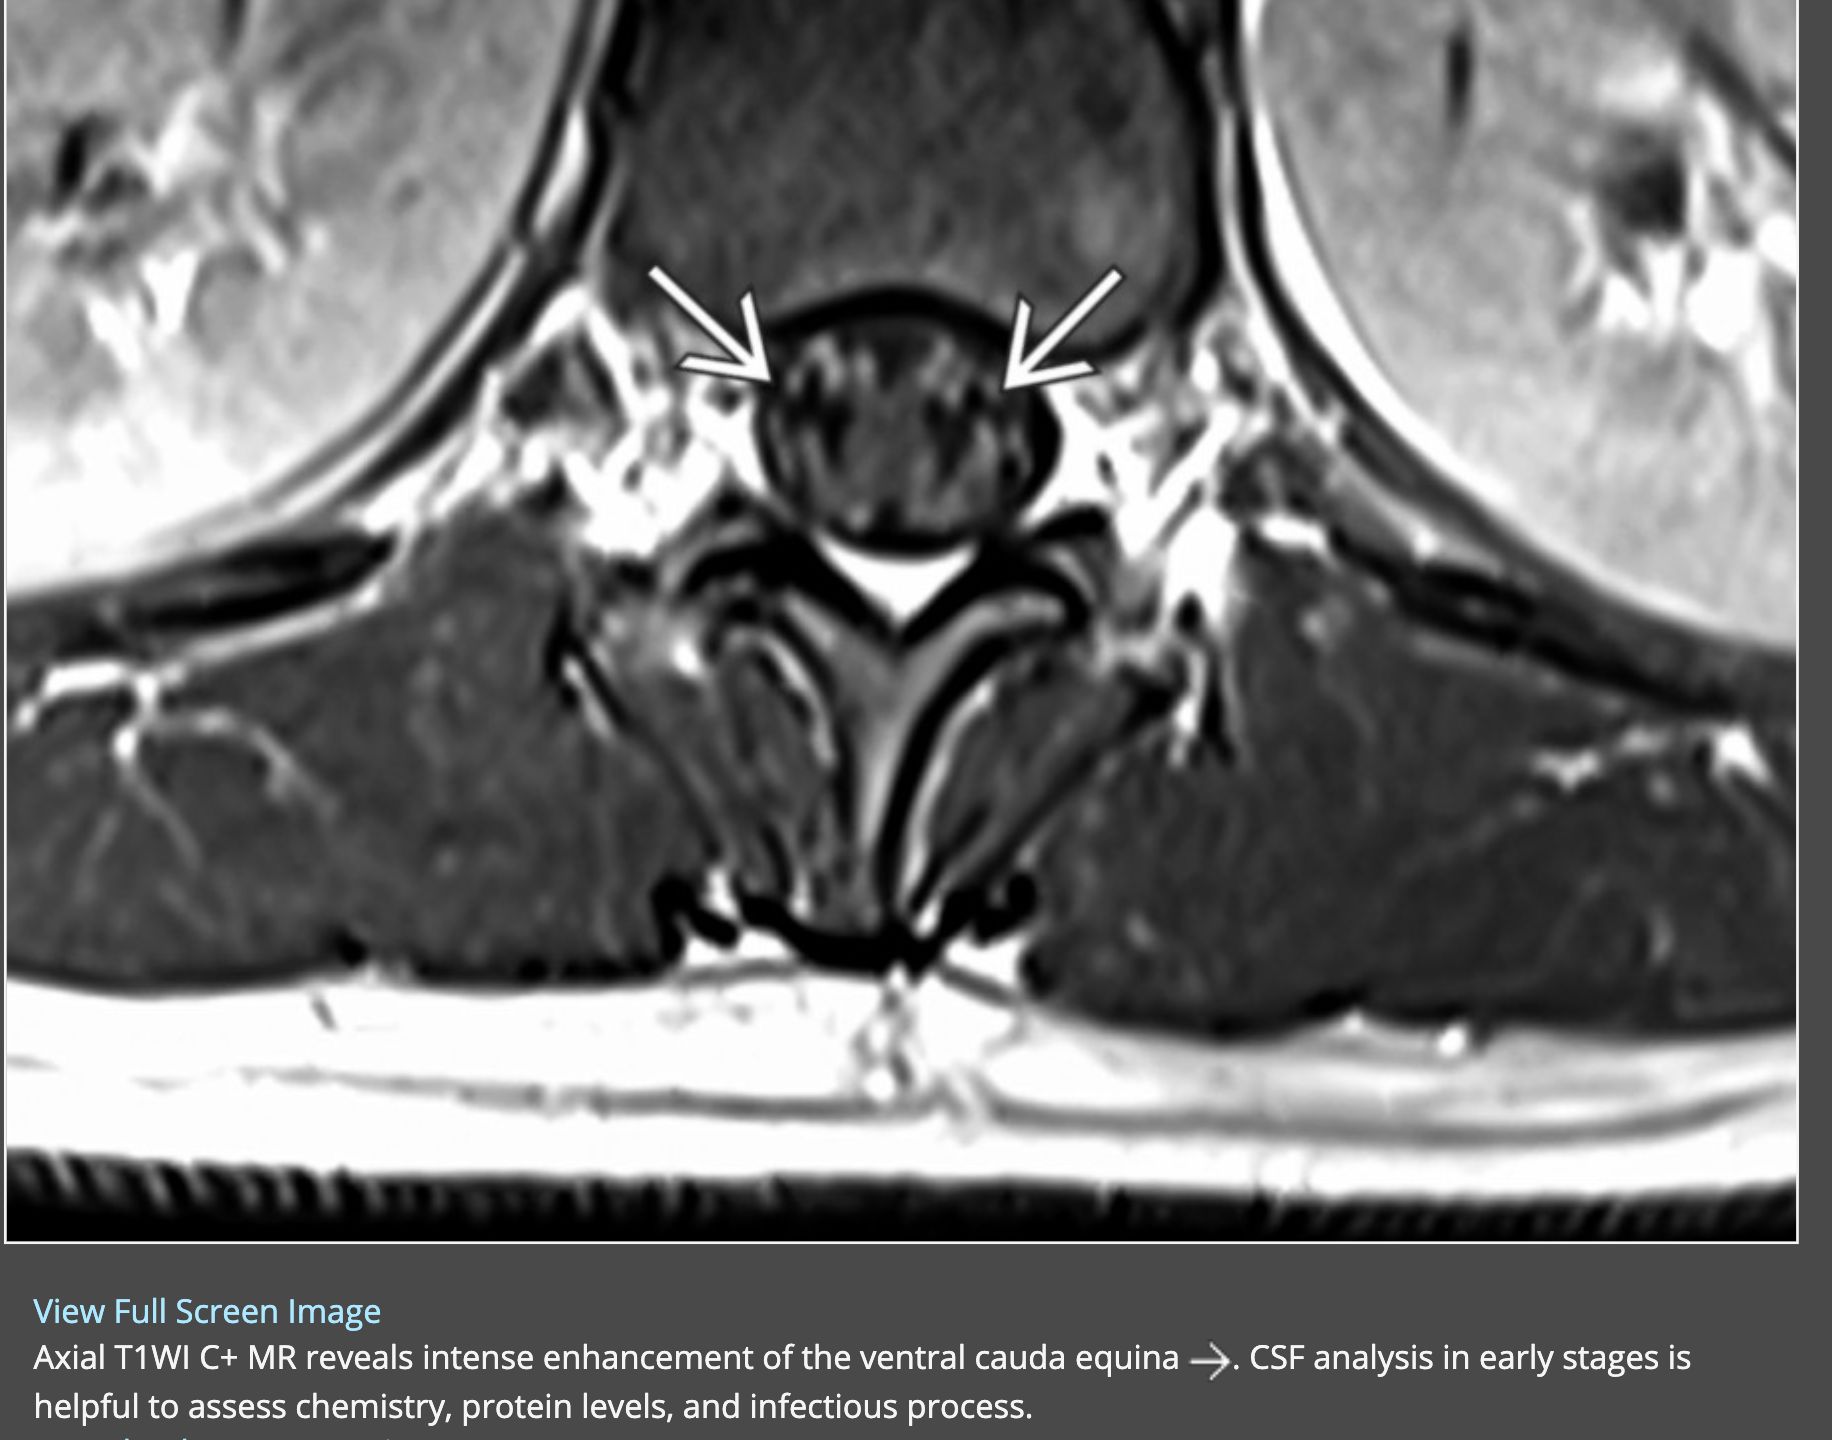 View Full Screen Image
Axial T1WI C+ MR reveals intense enhancement of the ventral cauda equina →. CSF analysis in early stages is
helpful to assess chemistry, protein levels, and infectious process.